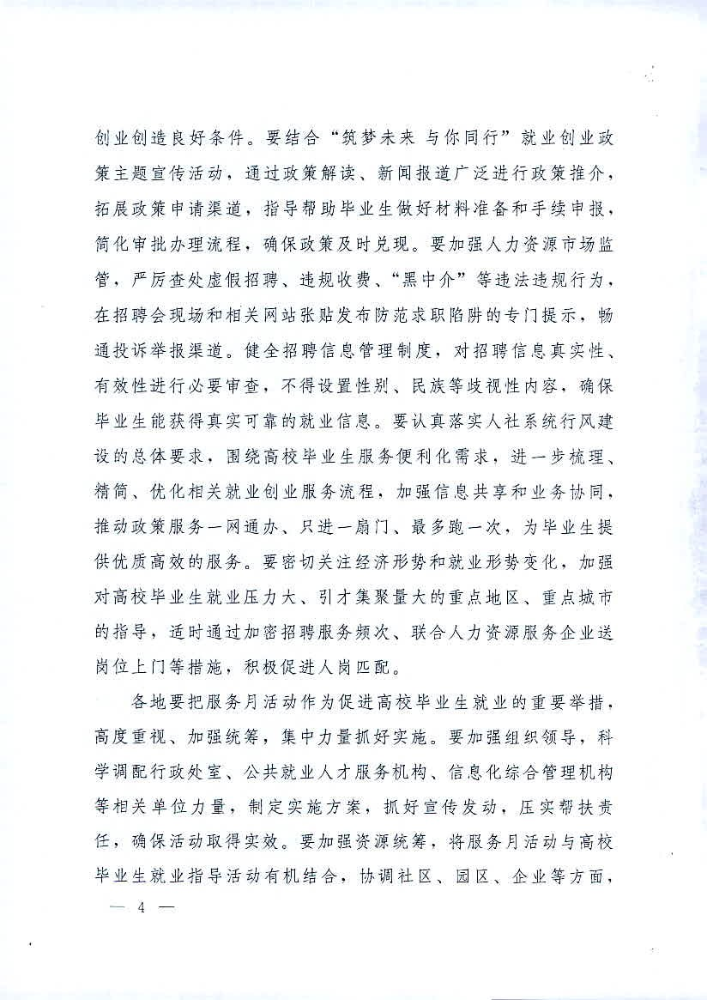 创业创造良好条件。要结合“筑梦未来 与你同行”就业创业政
策主题宣传活动，通过政策解读、新闻报道广泛进行政策推介，
拓展政策申请渠道，指导帮助毕业生做好材料准备和手续申报，
简化审批办理流程，确保政策及时兑现。要加强人力资源市场监
管，严厉查处虚假招聘、违规收费、“黑中介”等违法违规行为，
在招聘会现场和相关网站张贴发布防范求职陷阱的专门提示，畅
通投诉举报渠道。健全招聘信息管理制度，对招聘信息真实性、
有效性进行必要审查，不得设置性别、民族等歧视性内容，确保
毕业生能获得真实可靠的就业信息。要认真落实人社系统行风建
设的总体要求，围绕高校毕业生服务便利化需求，进一步梳理、
精简、优化相关就业创业服务流程，加强信息共享和业务协同，
推动政策服务一网通办、只进一扇门、最多跑一次，为毕业生提
供优质高效的服务。要密切关注经济形势和就业形势变化，加强
对高校毕业生就业压力大、引才集聚量大的重点地区、重点城市
的指导，适时通过加密招聘服务频次、联合人力资源服务企业送
岗位上门等措施，积极促进人岗匹配。
各地要把服务月活动作为促进高校毕业生就业的重要举措，
高度重视、加强统筹，集中力量抓好实施。要加强组织领导，科
学调配行政处室、公共就业人才服务机构、信息化综合管理机构
等相关单位力量，制定实施方案，抓好宣传发动，压实帮扶责
任，确保活动取得实效。要加强资源统筹，将服务月活动与高校
毕业生就业指导活动有机结合，协调社区、园区、企业等方面，
— 4 —